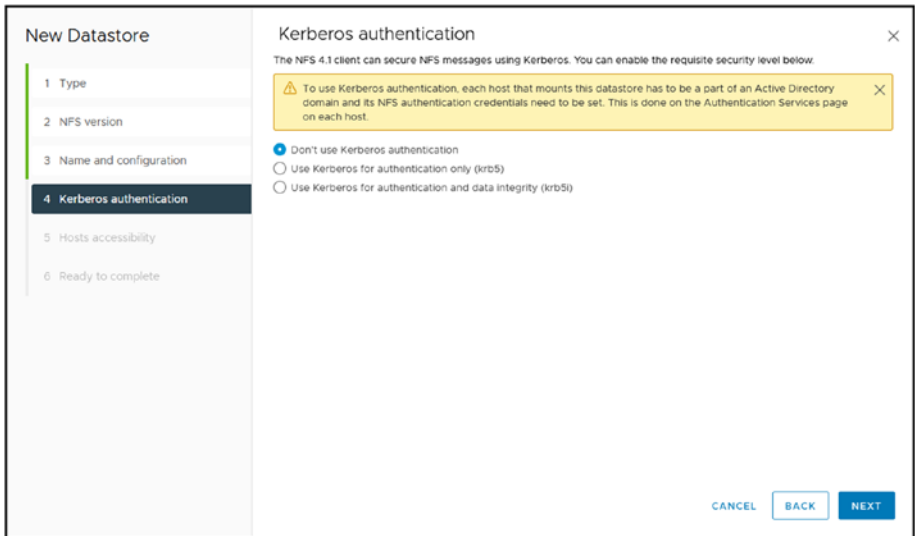 New Datastore
1 Type
2 NFS version
3 Name and configuration
4 Kerberos authentication
5 Hosts accessibility
6 Ready to complete
Kerberos authentication
The NFS 4.1 client can secure NFS messages using Kerberos. You can enable the requisite security level below.
To use Kerberos authentication, each host that mounts this datastore has to be a part of an Active Directory
domain and its NFS authentication credentials need to be set. This is done on the Authentication Services page
on each host.
Don't use Kerberos authentication
Use Kerberos for authentication only (krb5)
Use Kerberos for authentication and data integrity (krb5i)
CANCEL BACK NEXT